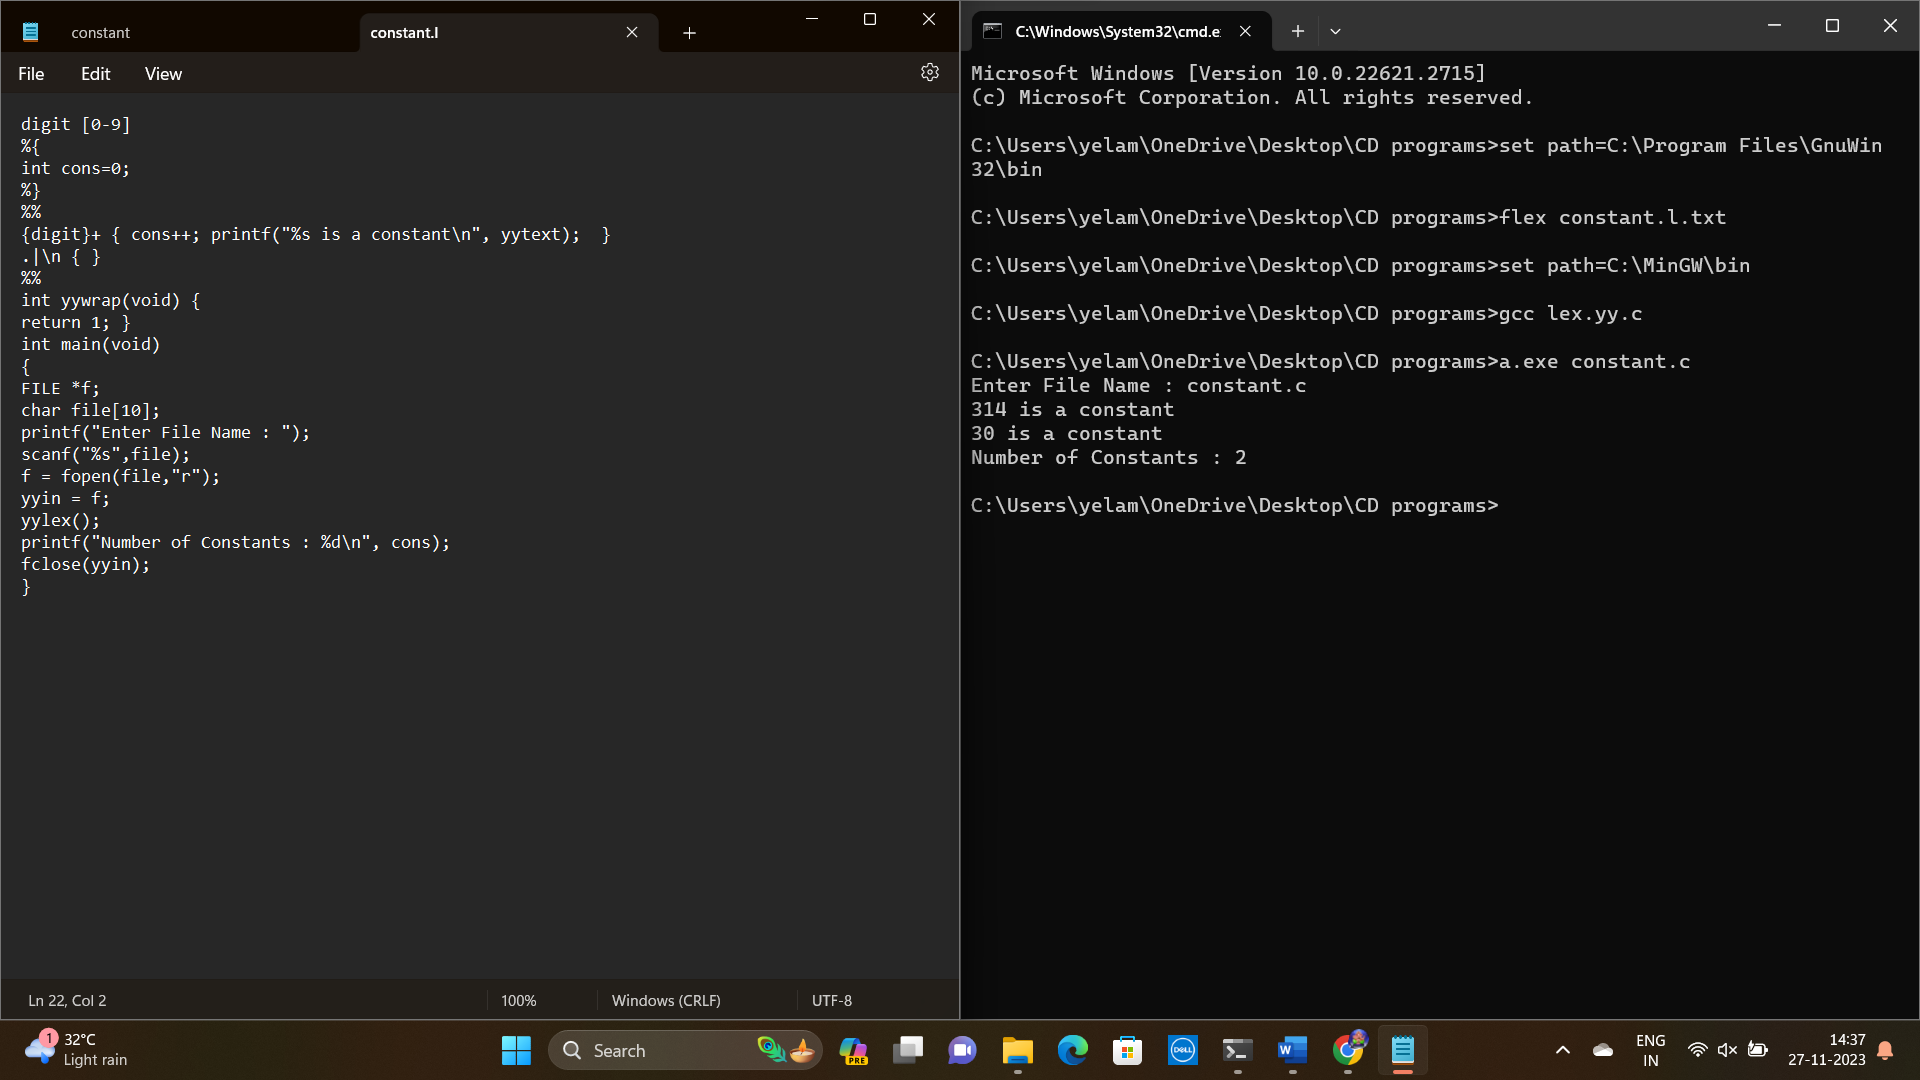 constant
constant.l
File
Edit
View
digit [0-9]
%{
int cons=0;
%}
%%
{digit}+ { cons++; printf("%s is a constant\n", yytext);  }
.|\n { }
%%
int yywrap(void) {
return 1; }
int main(void)
{
FILE *f;
char file[10];
printf("Enter File Name : ");
scanf("%s",file);
f = fopen(file,"r");
yyin = f;
yylex();
printf("Number of Constants : %d\n", cons);
fclose(yyin);
}
Ln 22, Col 2
100%
Windows (CRLF)
UTF-8
C:\Windows\System32\cmd.e
Microsoft Windows [Version 10.0.22621.2715]
(c) Microsoft Corporation. All rights reserved.
C:\Users\yelam\OneDrive\Desktop\CD programs>set path=C:\Program Files\GnuWin
32\bin
C:\Users\yelam\OneDrive\Desktop\CD programs>flex constant.l.txt
C:\Users\yelam\OneDrive\Desktop\CD programs>set path=C:\MinGW\bin
C:\Users\yelam\OneDrive\Desktop\CD programs>gcc lex.yy.c
C:\Users\yelam\OneDrive\Desktop\CD programs>a.exe constant.c
Enter File Name : constant.c
314 is a constant
30 is a constant
Number of Constants : 2
C:\Users\yelam\OneDrive\Desktop\CD programs>
1
32°C
Light rain
Search
PRE
DELL
W
ENG
IN
14:37
27-11-2023